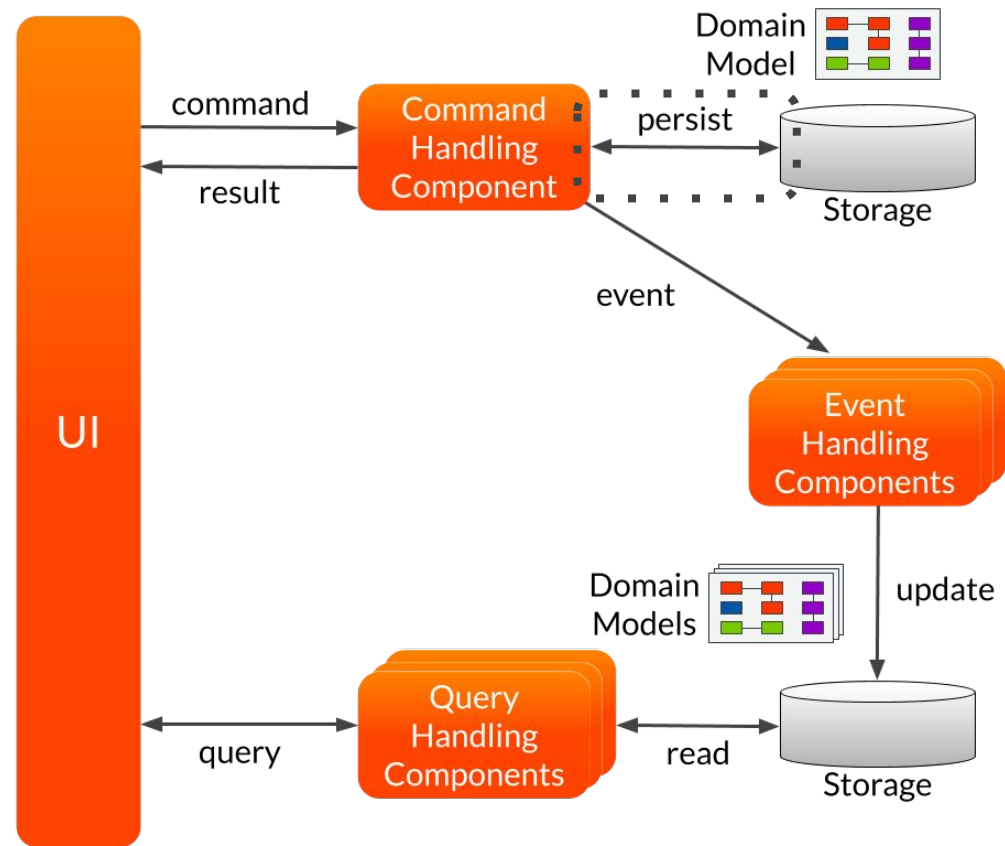 Domain
Model
command
Command
Handling
Component
persist
result
Storage
event
UI
Event
Handling
Components
Domain
Models
update
Query
Handling
Components
query
read
Storage